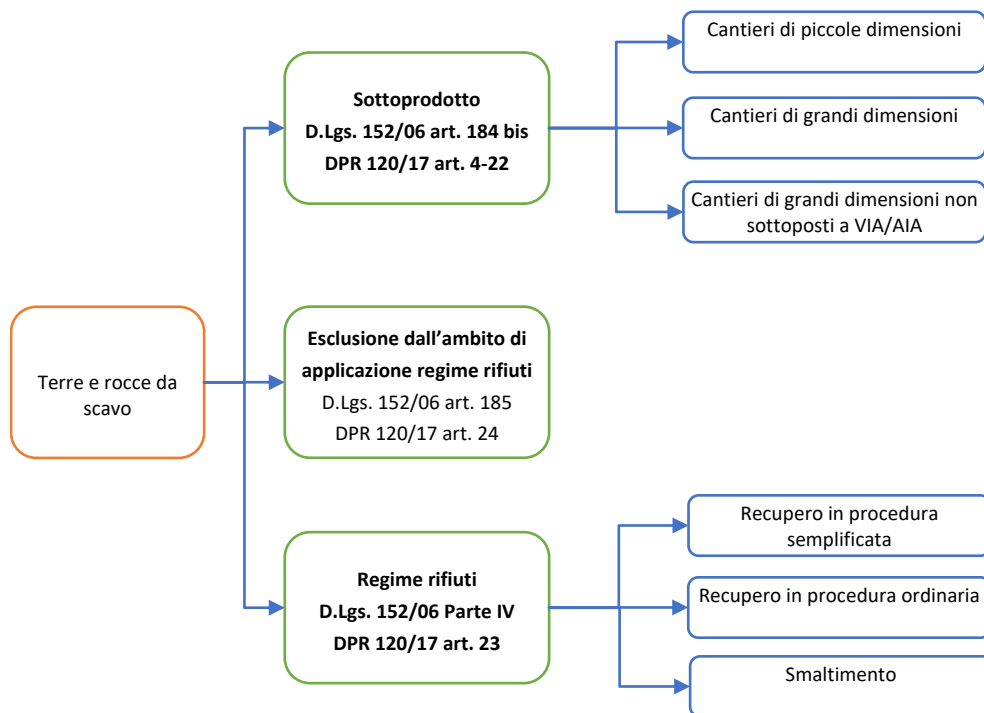 Cantieri di piccole dimensioni
Sottoprodotto
D.Lgs. 152/06 art. 184 bis
DPR 120/17 art. 4-22
Cantieri di grandi dimensioni
Cantieri di grandi dimensioni non
sottoposti a VIA/AIA
Terre e rocce da
scavo
Esclusione dall’ambito di
applicazione regime rifiuti
D.Lgs. 152/06 art. 185
DPR 120/17 art. 24
Regime rifiuti
D.Lgs. 152/06 Parte IV
DPR 120/17 art. 23
Recupero in procedura
semplificata
Recupero in procedura ordinaria
Smaltimento